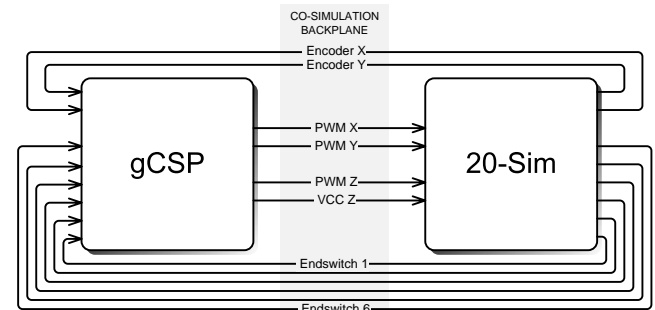 CO-SIMULATION
BACKPLANE
Encoder X
Encoder Y
PWM X
PWM Y
gCSP
20-Sim
PWM Z
VCC Z
Endswitch 1
Endswitch 6